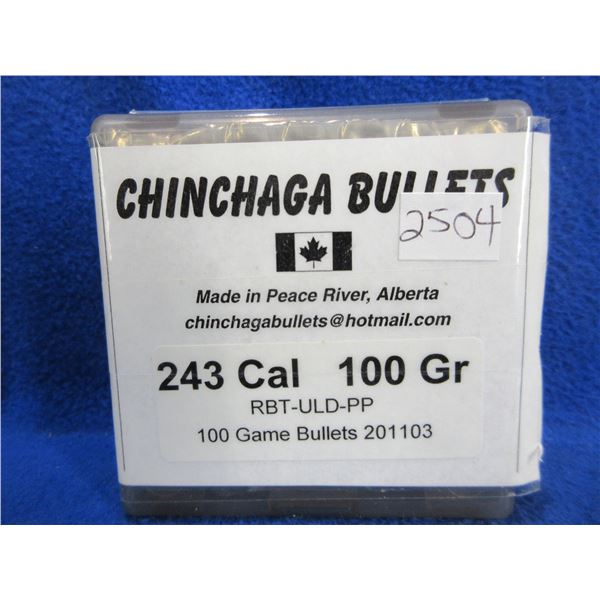 CHINCHAGA BULLETS
2504
Made in Peace River, Alberta
chinchagabullets@hotmail.com
243 Cal 100 Gr
RBT-ULD-PP
100 Game Bullets 201103